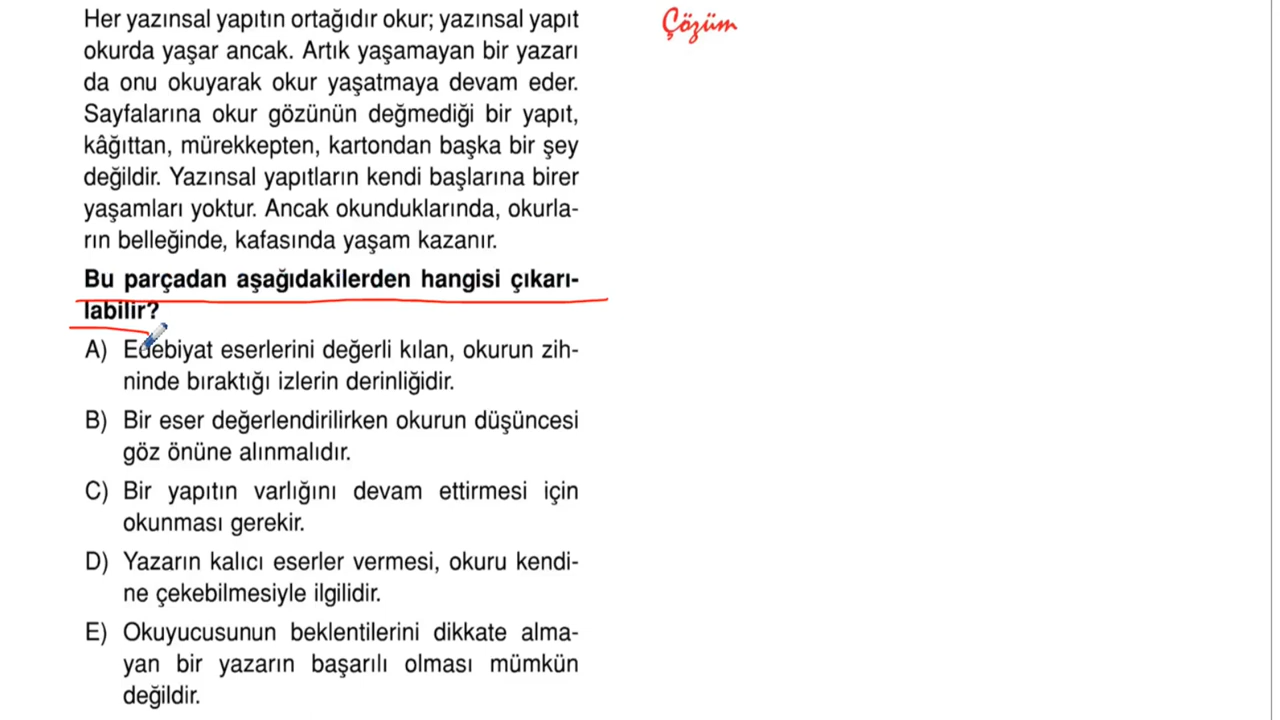 Her yazınsal yapıtın ortağıdır okur; yazınsal yapıt
okurda yaşar ancak. Artık yaşamayan bir yazarı
da onu okuyarak okur yaşatmaya devam eder.
Sayfalarına okur gözünün değmediği bir yapıt,
kâğıttan, mürekkepten, kartondan başka bir şey
değildir. Yazınsal yapıtların kendi başlarına birer
yaşamları yoktur. Ancak okunduklarında, okurla-
rın belleğinde, kafasında yaşam kazanır.
Bu parçadan aşağıdakilerden hangisi çıkarı-
labilir?
A) Edebiyat eserlerini değerli kılan, okurun zih-
ninde bıraktığı izlerin derinliğidir.
B) Bir eser değerlendirilirken okurun düşüncesi
göz önüne alınmalıdır.
C) Bir yapıtın varlığını devam ettirmesi için
okunması gerekir.
D) Yazarın kalıcı eserler vermesi, okuru kendi-
ne çekebilmesiyle ilgilidir.
E) Okuyucusunun beklentilerini dikkate alma-
yan bir yazarın başarılı olması mümkün
değildir.
Çözüm